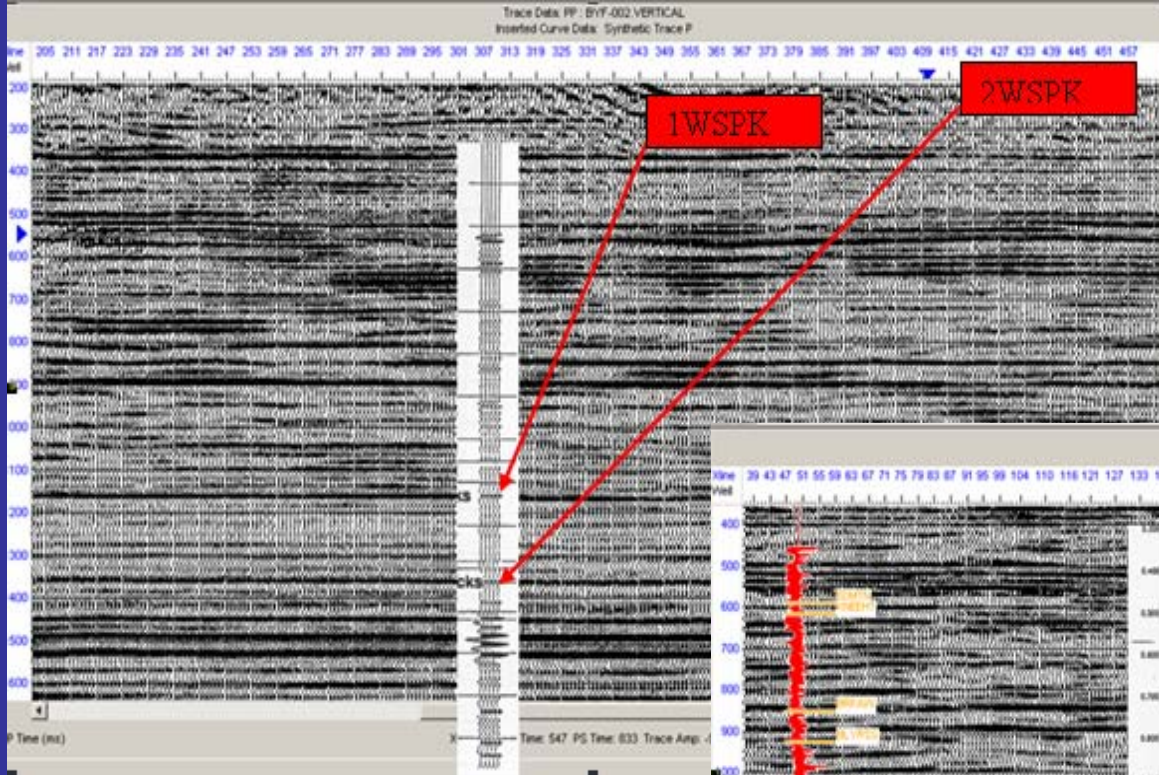 Trace Data: PP : BYF-002.VERTICAL
Inserted Curve Data: Synthetic Trace P
205 211 217 223 229 235 241 247 253 259 265 271 277 283 289 295 301 307 313 319 325 331 337 343 349 355 361 367 373 379 385 391 397 403 409 415 421 427 433 439 445 451 457
200
1WSPK
2WSPK
300
400
500
600
700
800
000
100
200
300
cks
400
500
600
Time (ms)
Time: 547 PS Time: 833 Trace Amp:
Xline 39 43 47 51 55 59 63 67 71 75 79 83 87 91 95 99 104 110 116 121 127 133
Well
400
500
600
700
800
900